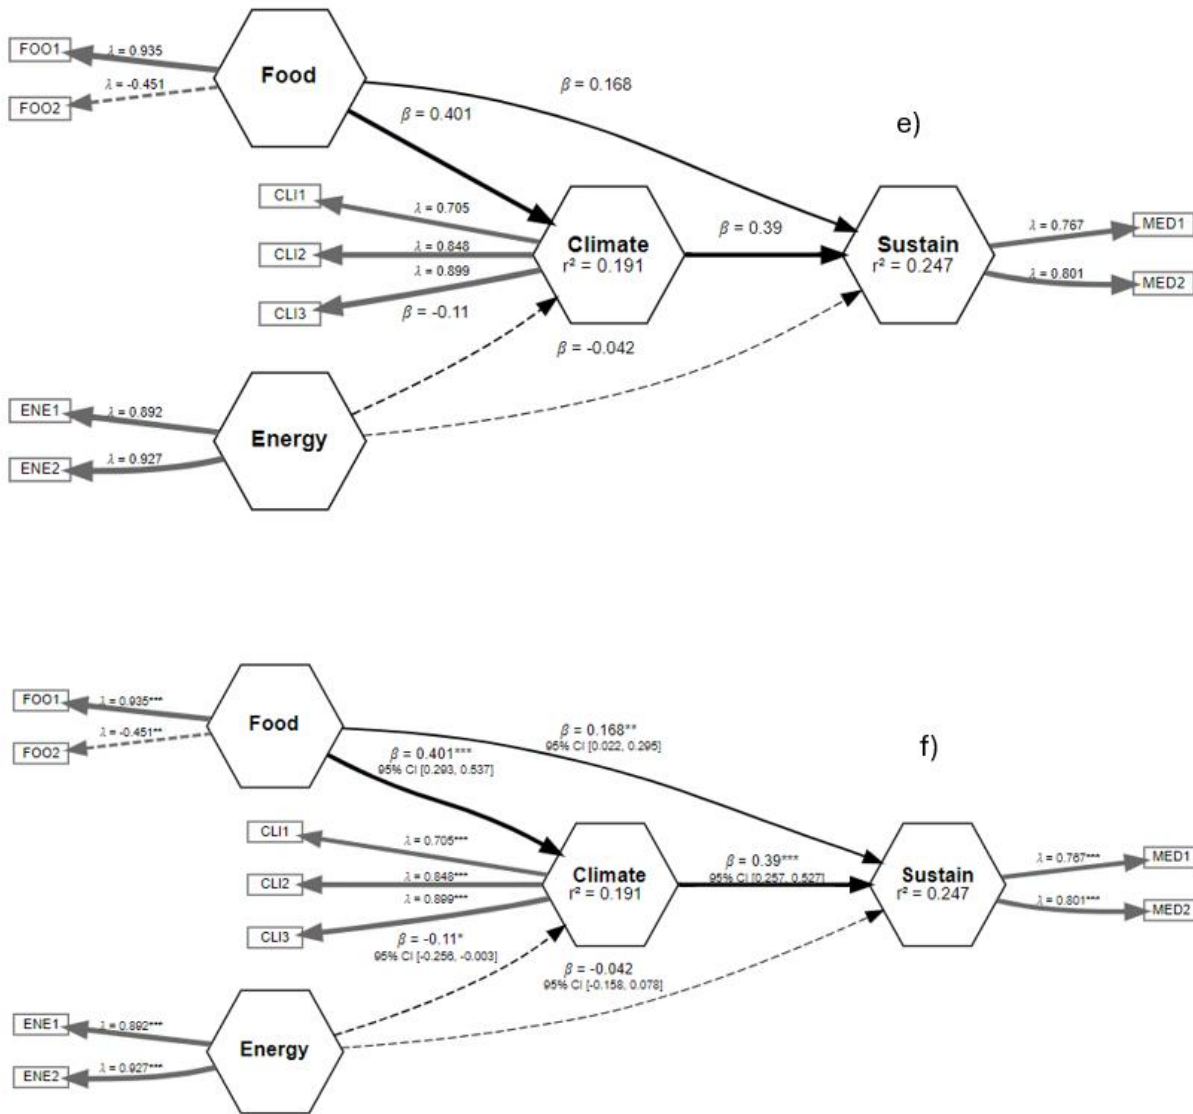 FOO1
λ = 0.935
FOO2
λ = -0.451
Food
β = 0.168
β = 0.401
e)
CLI1
λ = 0.705
CLI2
λ = 0.848
CLI3
λ = 0.899
Climate
r² = 0.191
β = 0.39
Sustain
r² = 0.247
λ = 0.767
MED1
λ = 0.801
MED2
β = -0.11
β = -0.042
ENE1
λ = 0.892
ENE2
λ = 0.927
Energy
FOO1
λ = 0.935***
FOO2
λ = -0.451**
Food
β = 0.168**
95% CI [0.022, 0.295]
β = 0.401***
95% CI [0.293, 0.537]
f)
CLI1
λ = 0.705***
CLI2
λ = 0.848***
CLI3
λ = 0.899***
Climate
r² = 0.191
β = 0.39***
95% CI [0.257, 0.527]
Sustain
r² = 0.247
λ = 0.767***
MED1
λ = 0.801***
MED2
β = -0.11*
95% CI [-0.256, -0.003]
β = -0.042
95% CI [-0.158, 0.078]
ENE1
λ = 0.892***
ENE2
λ = 0.927***
Energy